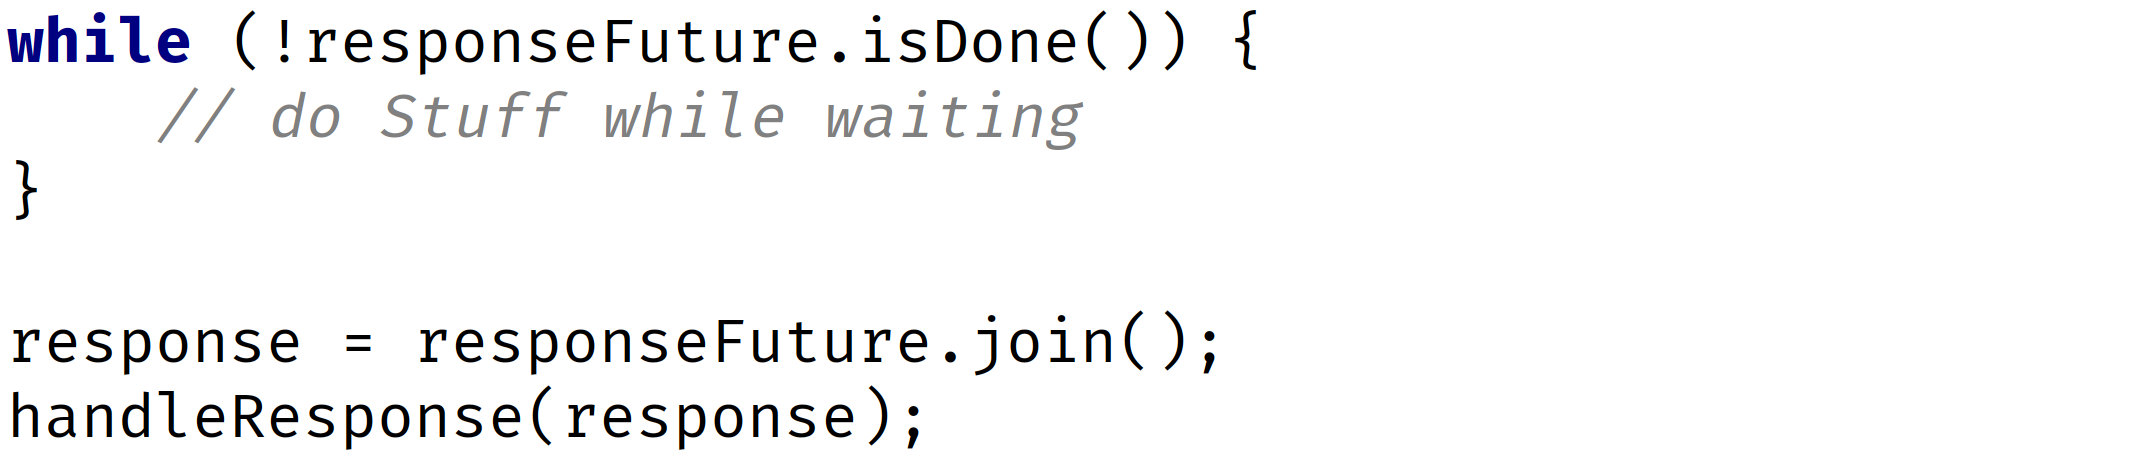 while (!responseFuture.isDone()) {
    // do Stuff while waiting
}

response = responseFuture.join();
handleResponse(response);